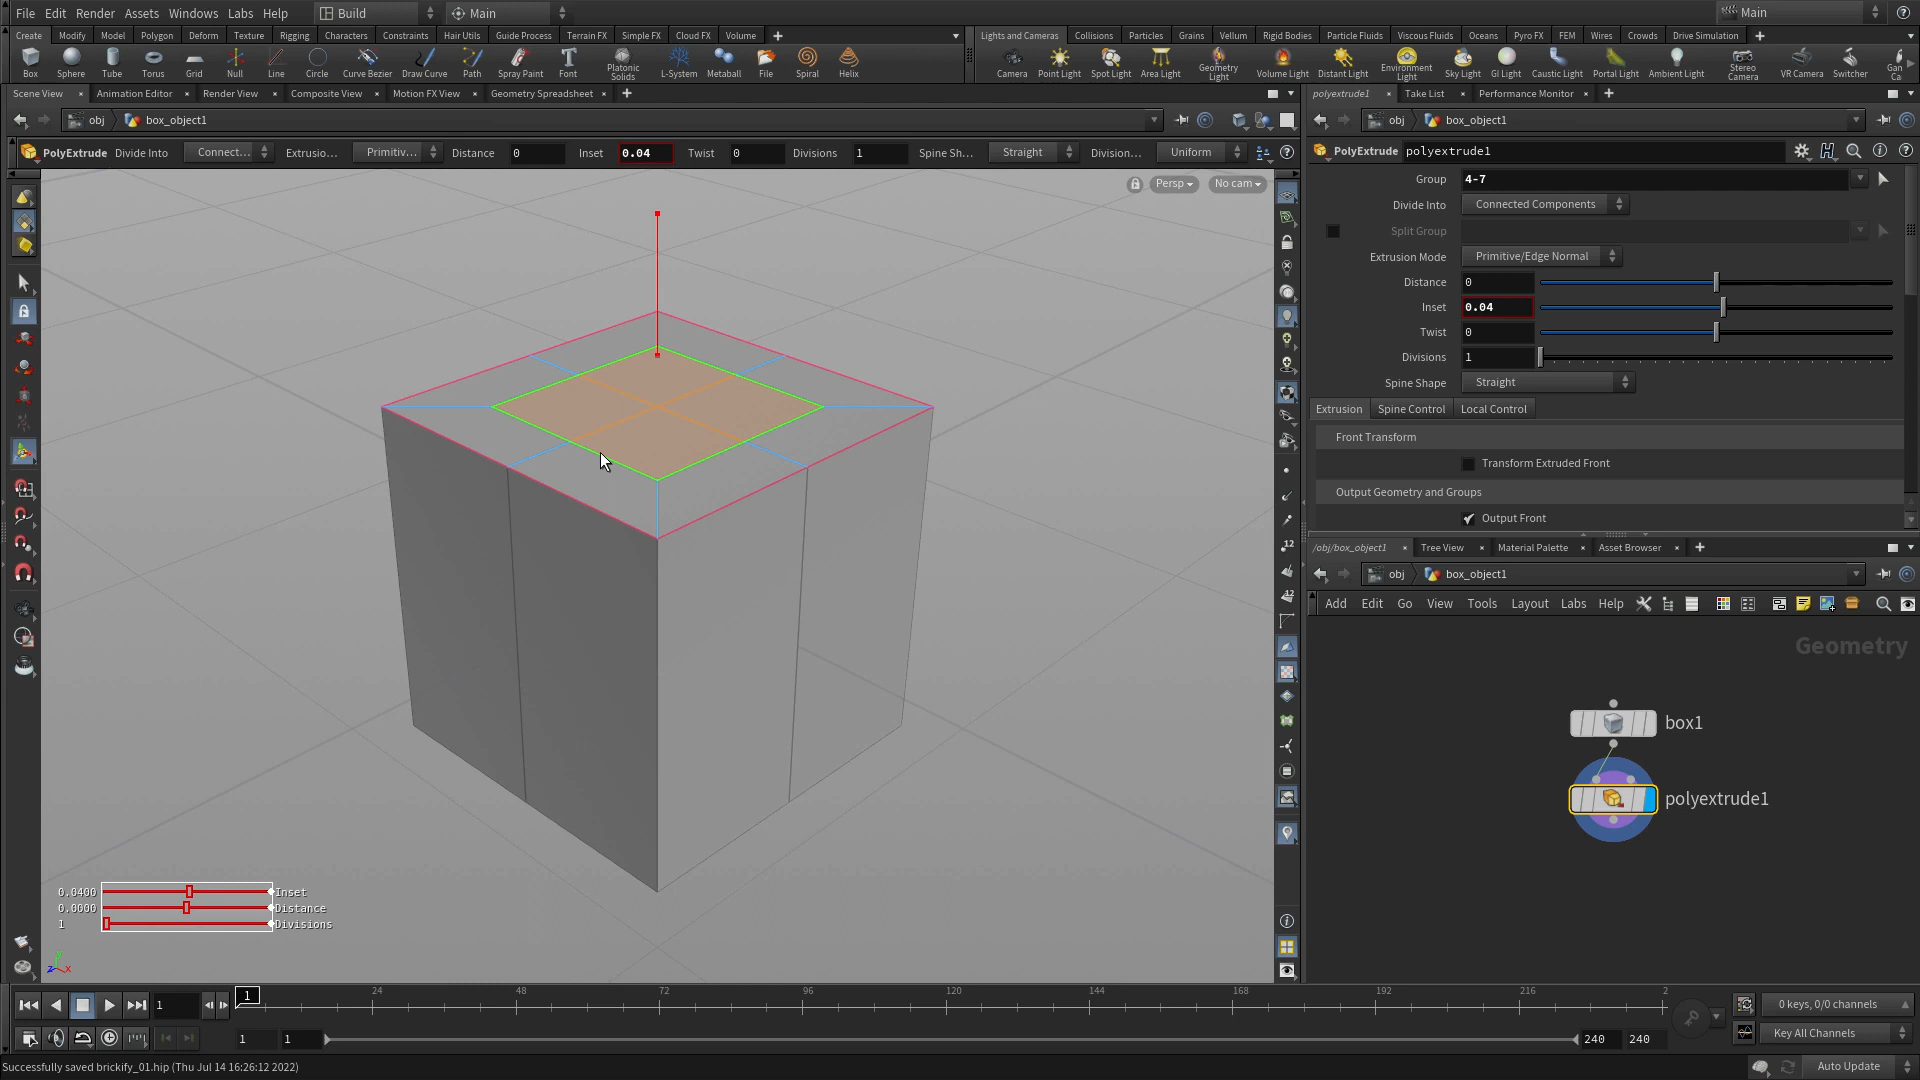 File Edit Render Assets Windows Labs Help Build Main Main
Create Modify Model Polygon Deform Texture Rigging Characters Constraints Hair Utils Guide Process Terrain FX Simple FX Cloud FX Volume
Box Sphere Tube Torus Grid Null Line Circle Curve Bezier Draw Curve Path Spray Paint Font Platonic Solids L-System Metaball File Spiral Helix
Lights and Cameras Collisions Particles Grains Vellum Rigid Bodies Particle Fluids Viscous Fluids Oceans Pyro FX FEM Wires Crowds Drive Simulation
Camera Point Light Spot Light Area Light Geometry Light Volume Light Distant Light Environment Light Sky Light GI Light Caustic Light Portal Light Ambient Light Stereo Camera VR Camera Switcher Gan Ca
Scene View Animation Editor Render View Composite View Motion FX View Geometry Spreadsheet
obj box_object1
PolyExtrude Divide Into Connect... Extrusio... Primitiv... Distance 0 Inset 0.04 Twist 0 Divisions 1 Spine Sh... Straight Division... Uniform
Persp No cam
0.0400 Inset
0.0000 Distance
1 Divisions
y
z x
polyextrude1 Take List Performance Monitor
obj box_object1
PolyExtrude polyextrude1
Group 4-7
Divide Into Connected Components
Split Group
Extrusion Mode Primitive/Edge Normal
Distance 0
Inset 0.04
Twist 0
Divisions 1
Spine Shape Straight
Extrusion Spine Control Local Control
Front Transform
Transform Extruded Front
Output Geometry and Groups
Output Front
/obj/box_object1 Tree View Material Palette Asset Browser
obj box_object1
Add Edit Go View Tools Layout Labs Help
Geometry
box1
polyextrude1
12
12
1 1 24 48 72 96 120 144 168 192 216 2
0 keys, 0/0 channels
1 1 240 240
Key All Channels
Successfully saved brickify_01.hip (Thu Jul 14 16:26:12 2022)
Auto Update